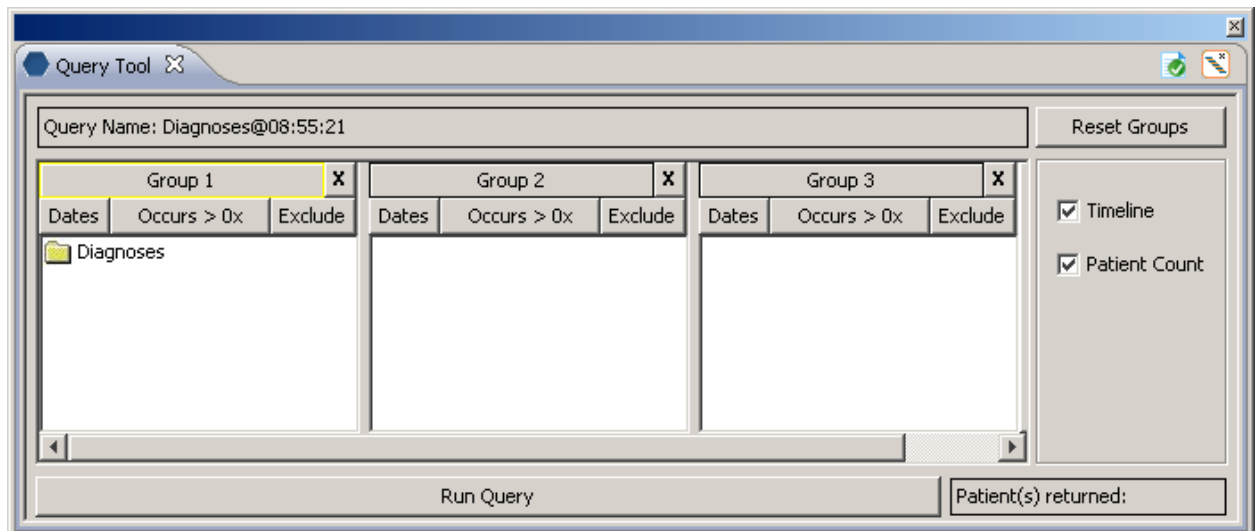 Query Tool
Query Name: Diagnoses@08:55:21
Reset Groups
Group 1 X Group 2 X Group 3 X
Dates Occurs > 0x Exclude Dates Occurs > 0x Exclude Dates Occurs > 0x Exclude
Timeline
Diagnoses
Patient Count
Run Query
Patient(s) returned: